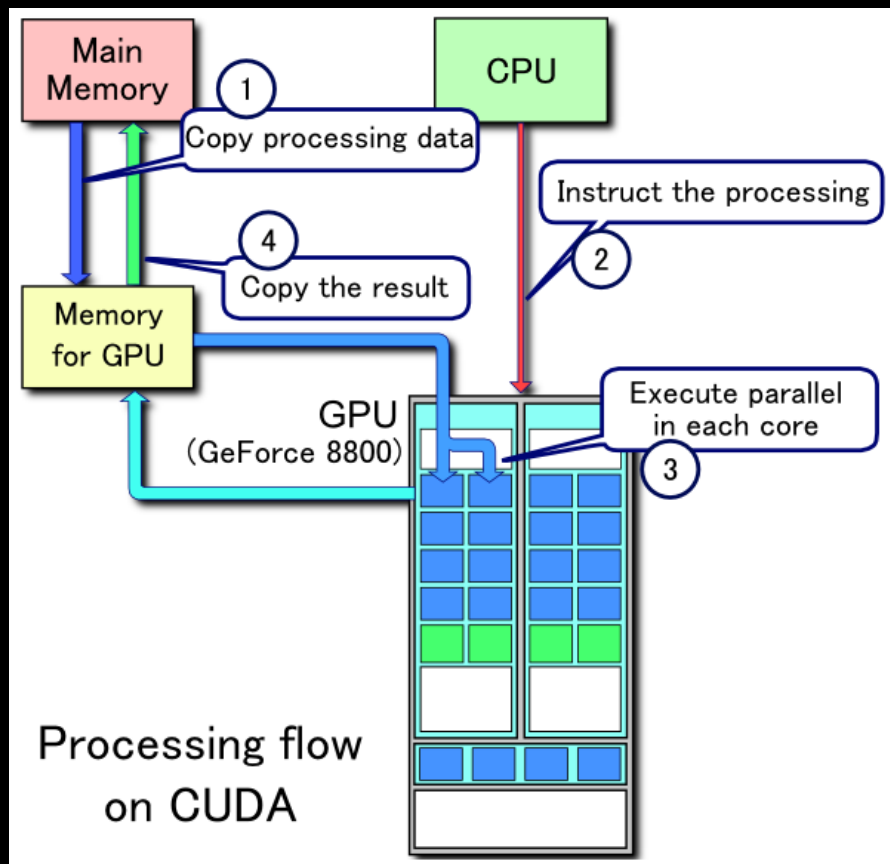 Main
Memory
CPU
1
Copy processing data
Instruct the processing
2
4
Copy the result
Memory
for GPU
GPU
(GeForce 8800)
Execute parallel
in each core
3
Processing flow
on CUDA